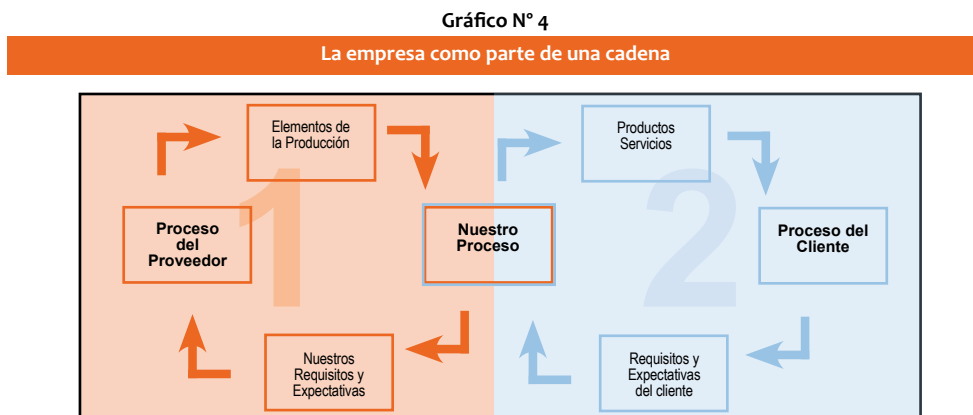 Gráfico N° 4
La empresa como parte de una cadena
Elementos de
la Producción
Productos
Servicios
1
2
Proceso
del
Proveedor
Nuestro
Proceso
Proceso del
Cliente
Nuestros
Requisitos y
Expectativas
Requisitos y
Expectativas
del cliente